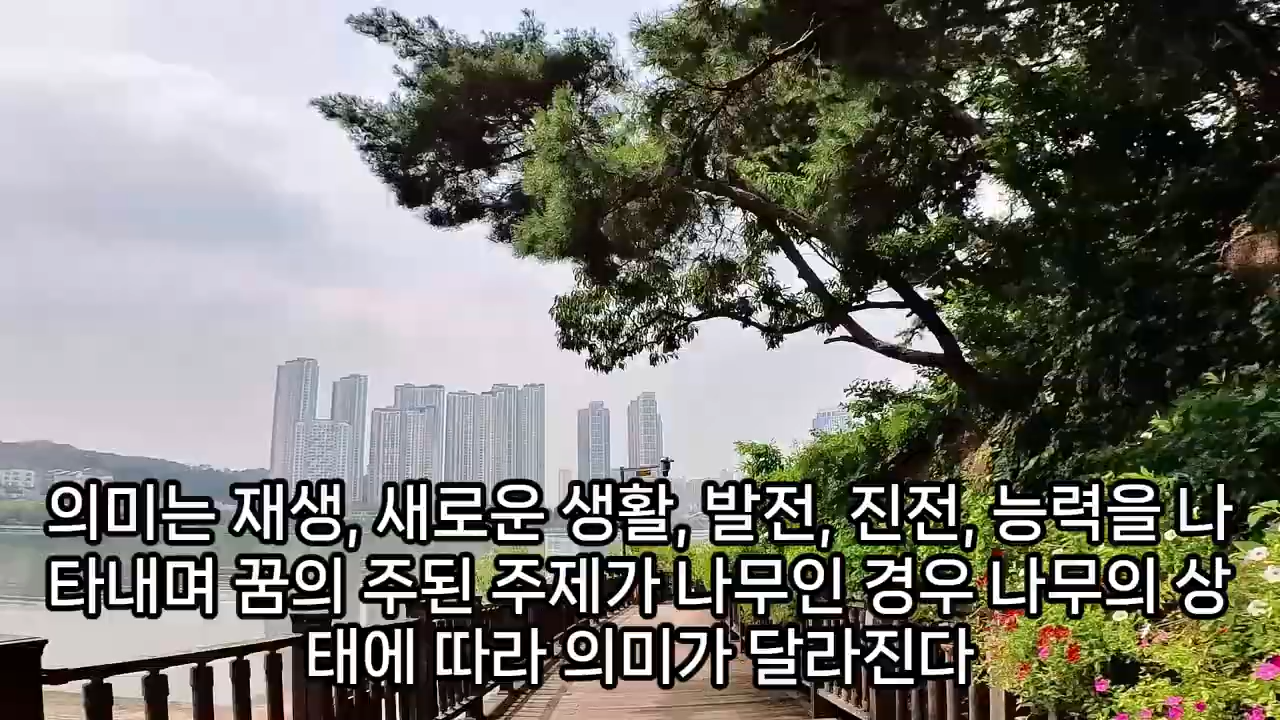 의미는 재생, 새로운 생활, 발전, 진전, 능력을 나
타내며 꿈의 주된 주제가 나무인 경우 나무의 상
태에 따라 의미가 달라진다